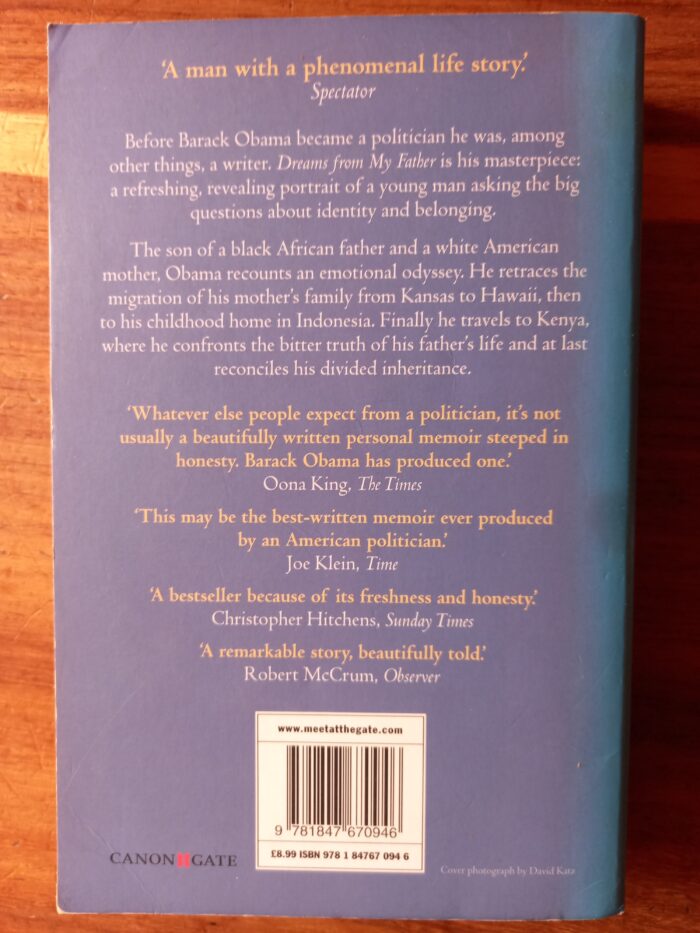 ‘A man with a phenomenal life story.’
Spectator
Before Barack Obama became a politician he was, among
other things, a writer. Dreams from My Father is his masterpiece:
a refreshing, revealing portrait of a young man asking the big
questions about identity and belonging.
The son of a black African father and a white American
mother, Obama recounts an emotional odyssey. He retraces the
migration of his mother’s family from Kansas to Hawaii, then
to his childhood home in Indonesia. Finally he travels to Kenya,
where he confronts the bitter truth of his father’s life and at last
reconciles his divided inheritance.
‘Whatever else people expect from a politician, it’s not
usually a beautifully written personal memoir steeped in
honesty. Barack Obama has produced one.’
Oona King, The Times
‘This may be the best-written memoir ever produced
by an American politician.’
Joe Klein, Time
‘A bestseller because of its freshness and honesty.’
Christopher Hitchens, Sunday Times
‘A remarkable story, beautifully told.’
Robert McCrum, Observer
www.meetatthegate.com
9 781847 670946
£8.99 ISBN 978 1 84767 094 6
CANONGATE
Cover photograph by David Katz